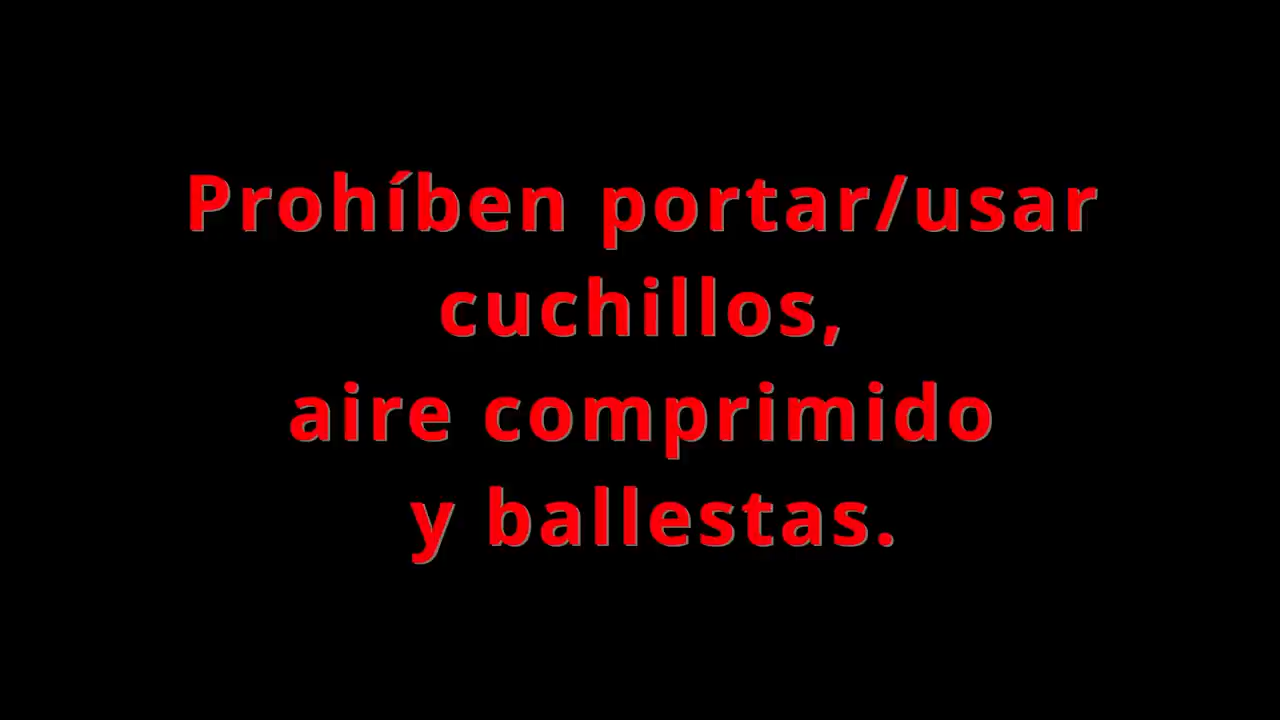 Prohíben portar/usar
cuchillos,
aire comprimido
y ballestas.